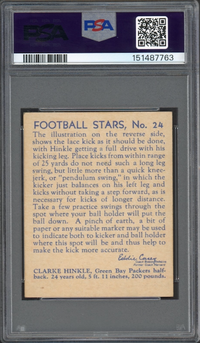 PSA
151487763
FOOTBALL STARS, No. 24
The illustration on the reverse side,
shows the lace kick as it should be done,
with Hinkle getting a full drive with his
kicking leg. Place kicks from within range
of 25 yards do not need such a long leg
swing, but little more than a quick knee-
jerk, or "pendulum swing," in which the
kicker just balances on his left leg and
kicks without taking a step forward, as is
necessary for kicks of longer distance.
Take a few practice swings through the
spot where your ball holder will put the
ball down. A patch of dirt, a bit of
paper or any suitable marker may be used
to indicate both to kicker and ball holder
where this spot will be and thus help to
make the kick more accurate.
Eddie Casey
CLARKE HINKLE, Green Bay Packers half-
back. 24 years old, 5 ft. 11 inches, 200 pounds.